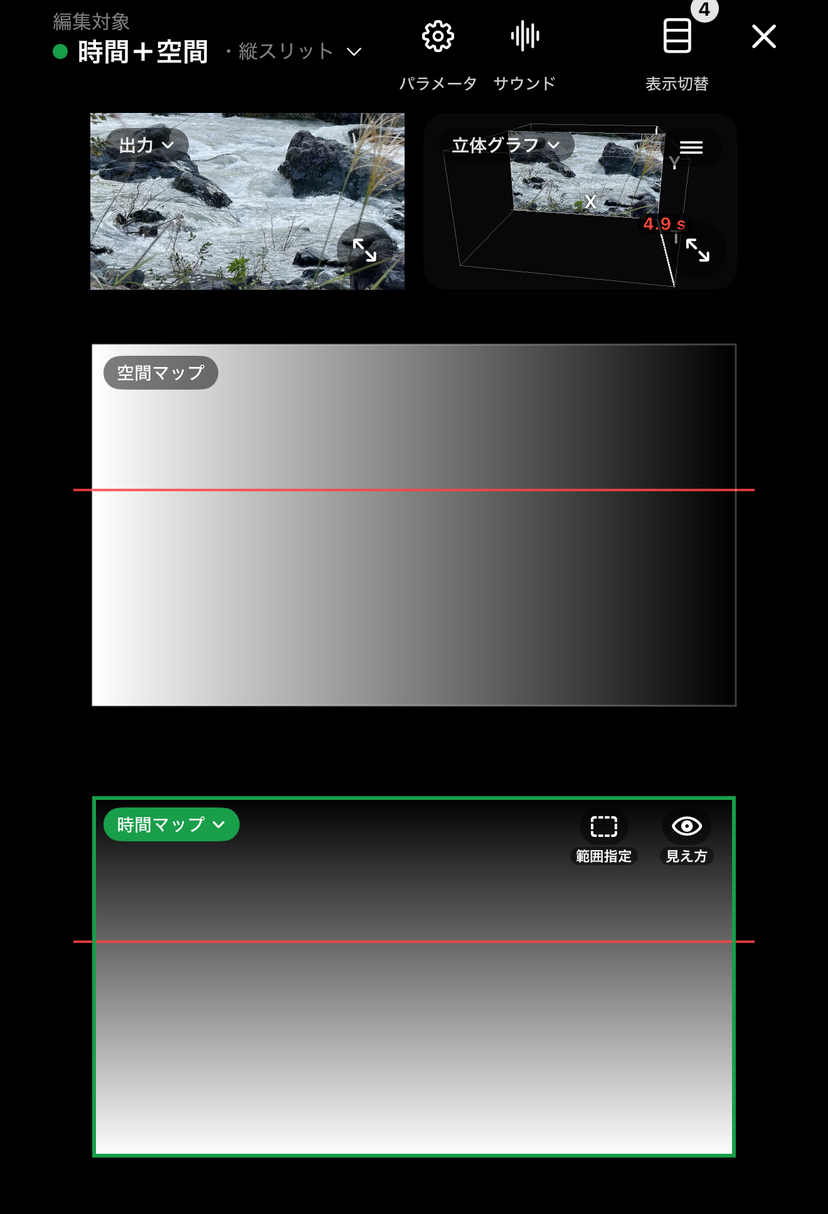 編集対象
時間＋空間 ・縦スリット
4
パラメータ サウンド 表示切替
出力
立体グラフ
Y
X
4.9 s
T
空間マップ
時間マップ
範囲指定 見え方